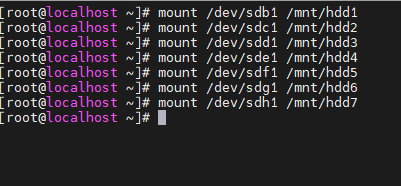 [root@localhost ~]# mount /dev/sdb1 /mnt/hdd1
[root@localhost ~]# mount /dev/sdc1 /mnt/hdd2
[root@localhost ~]# mount /dev/sdd1 /mnt/hdd3
[root@localhost ~]# mount /dev/sde1 /mnt/hdd4
[root@localhost ~]# mount /dev/sdf1 /mnt/hdd5
[root@localhost ~]# mount /dev/sdg1 /mnt/hdd6
[root@localhost ~]# mount /dev/sdh1 /mnt/hdd7
[root@localhost ~]#